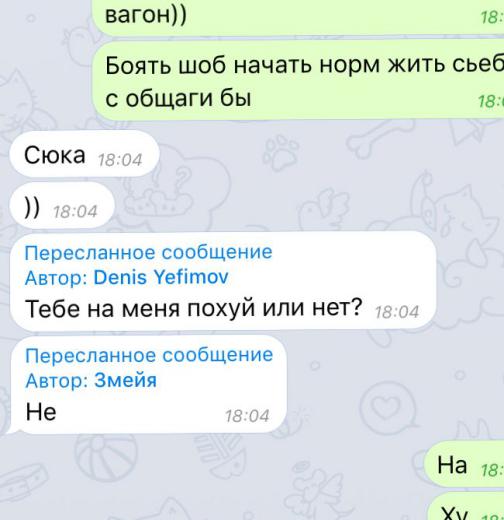 вагон)) 18:
Боять шоб начать норм жить сьеб
с общаги бы 18:
Сюка 18:04
)) 18:04
Пересланное сообщение
Автор: Denis Yefimov
Тебе на меня похуй или нет? 18:04
Пересланное сообщение
Автор: Змейя
Не 18:04
На 18:
Ху